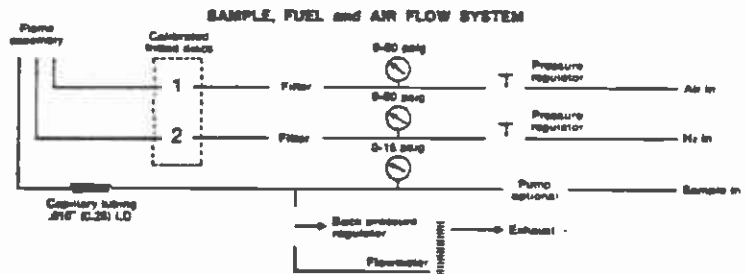 SAMPLE, FUEL and AIR FLOW SYSTEM
Flame
assembly
Calibrated
fritted discs
0-60 psig
Pressure
regulator
1
Filter
Air in
0-60 psig
Pressure
regulator
2
Filter
H₂ in
0-15 psig
Pump
(optional)
Sample in
Capillary tubing
I.D
Back pressure
regulator
Exhaust
Flowmeter